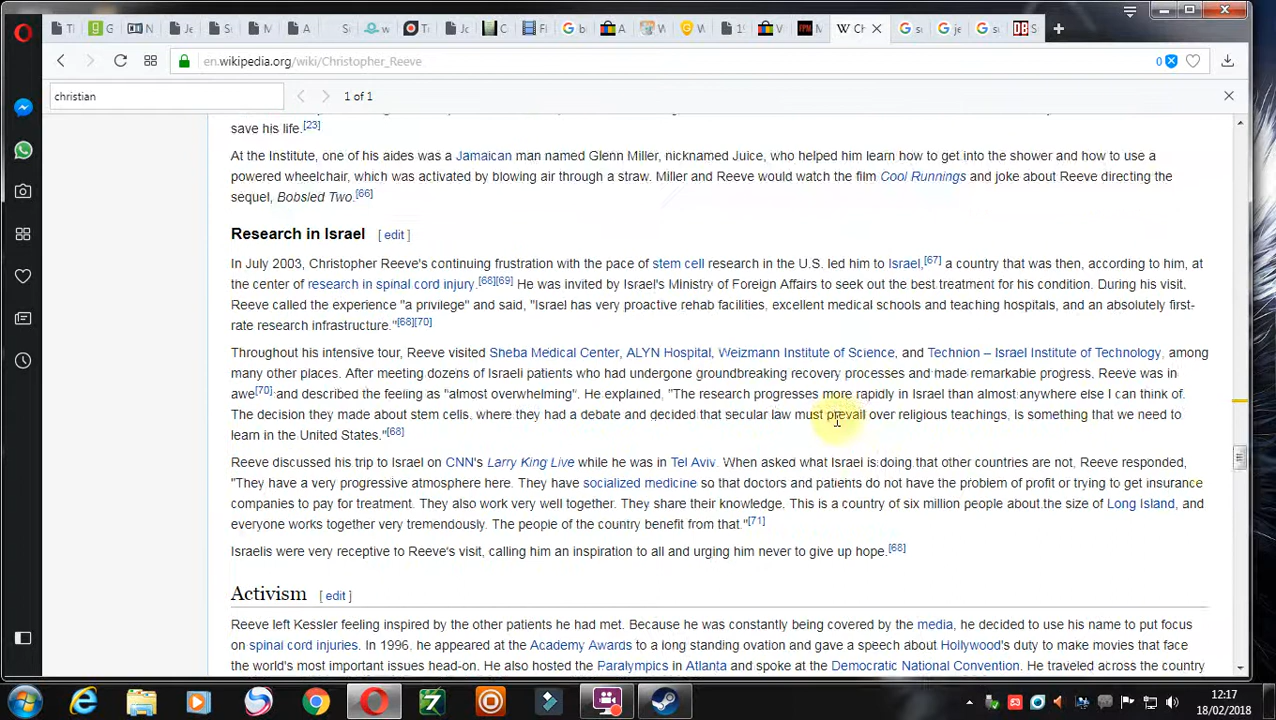 en.wikipedia.org/wiki/Christopher_Reeve
0
christian
1 of 1
save his life.[23]
At the Institute, one of his aides was a Jamaican man named Glenn Miller, nicknamed Juice, who helped him learn how to get into the shower and how to use a
powered wheelchair, which was activated by blowing air through a straw. Miller and Reeve would watch the film Cool Runnings and joke about Reeve directing the
sequel, Bobsled Two.[66]
Research in Israel [ edit ]
In July 2003, Christopher Reeve's continuing frustration with the pace of stem cell research in the U.S. led him to Israel,[67] a country that was then, according to him, at
the center of research in spinal cord injury.[68][69] He was invited by Israel's Ministry of Foreign Affairs to seek out the best treatment for his condition. During his visit.
Reeve called the experience "a privilege" and said, "Israel has very proactive rehab facilities, excellent medical schools and teaching hospitals, and an absolutely first-
rate research infrastructure."[68][70]
Throughout his intensive tour, Reeve visited Sheba Medical Center, ALYN Hospital, Weizmann Institute of Science, and Technion – Israel Institute of Technology, among
many other places. After meeting dozens of Israeli patients who had undergone groundbreaking recovery processes and made remarkable progress. Reeve was in
awe[70] and described the feeling as "almost overwhelming". He explained, "The research progresses more rapidly in Israel than almost anywhere else I can think of.
The decision they made about stem cells, where they had a debate and decided that secular law must prevail over religious teachings, is something that we need to
learn in the United States."[68]
Reeve discussed his trip to Israel on CNN's Larry King Live while he was in Tel Aviv. When asked what Israel is doing that other countries are not, Reeve responded,
"They have a very progressive atmosphere here. They have socialized medicine so that doctors and patients do not have the problem of profit or trying to get insurance
companies to pay for treatment. They also work very well together. They share their knowledge. This is a country of six million people about the size of Long Island, and
everyone works together very tremendously. The people of the country benefit from that."[71]
Israelis were very receptive to Reeve's visit, calling him an inspiration to all and urging him never to give up hope.[68]
Activism [ edit ]
Reeve left Kessler feeling inspired by the other patients he had met. Because he was constantly being covered by the media, he decided to use his name to put focus
on spinal cord injuries. In 1996, he appeared at the Academy Awards to a long standing ovation and gave a speech about Hollywood's duty to make movies that face
the world's most important issues head-on. He also hosted the Paralympics in Atlanta and spoke at the Democratic National Convention. He traveled across the country
12:17
18/02/2018